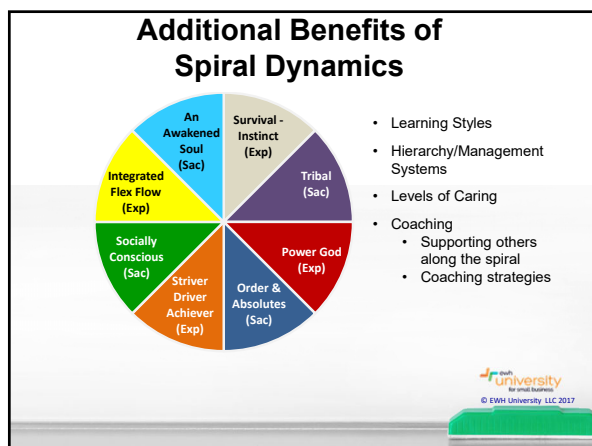 Additional Benefits of
Spiral Dynamics
An
Awakened
Soul
(Sac)
Survival -
Instinct
(Exp)
Integrated
Flex Flow
(Exp)
Tribal
(Sac)
Socially
Conscious
(Sac)
Power God
(Exp)
Striver
Driver
Achiever
(Exp)
Order &
Absolutes
(Sac)
• Learning Styles
• Hierarchy/Management
Systems
• Levels of Caring
• Coaching
• Supporting others
along the spiral
• Coaching strategies
ewh
university
for small business
© EWH University LLC 2017